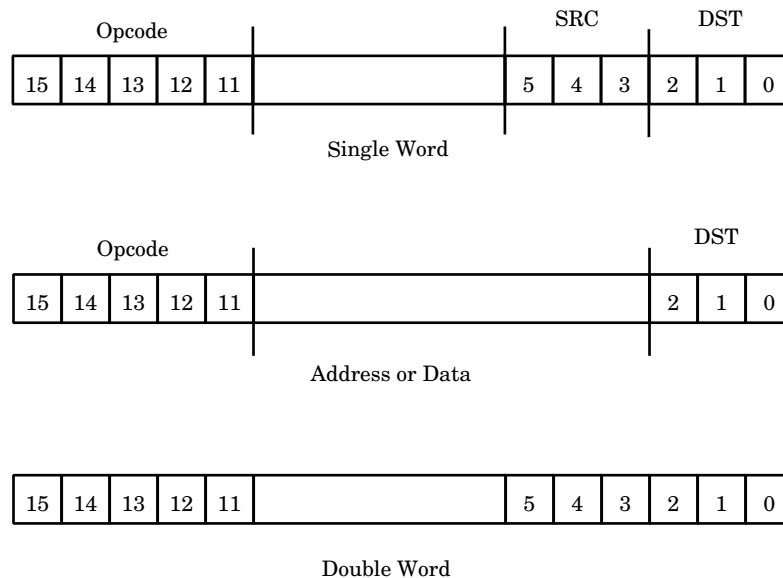 Opcode SRC DST
15 14 13 12 11 5 4 3 2 1 0
Single Word
Opcode DST
15 14 13 12 11 2 1 0
Address or Data
15 14 13 12 11 5 4 3 2 1 0
Double Word